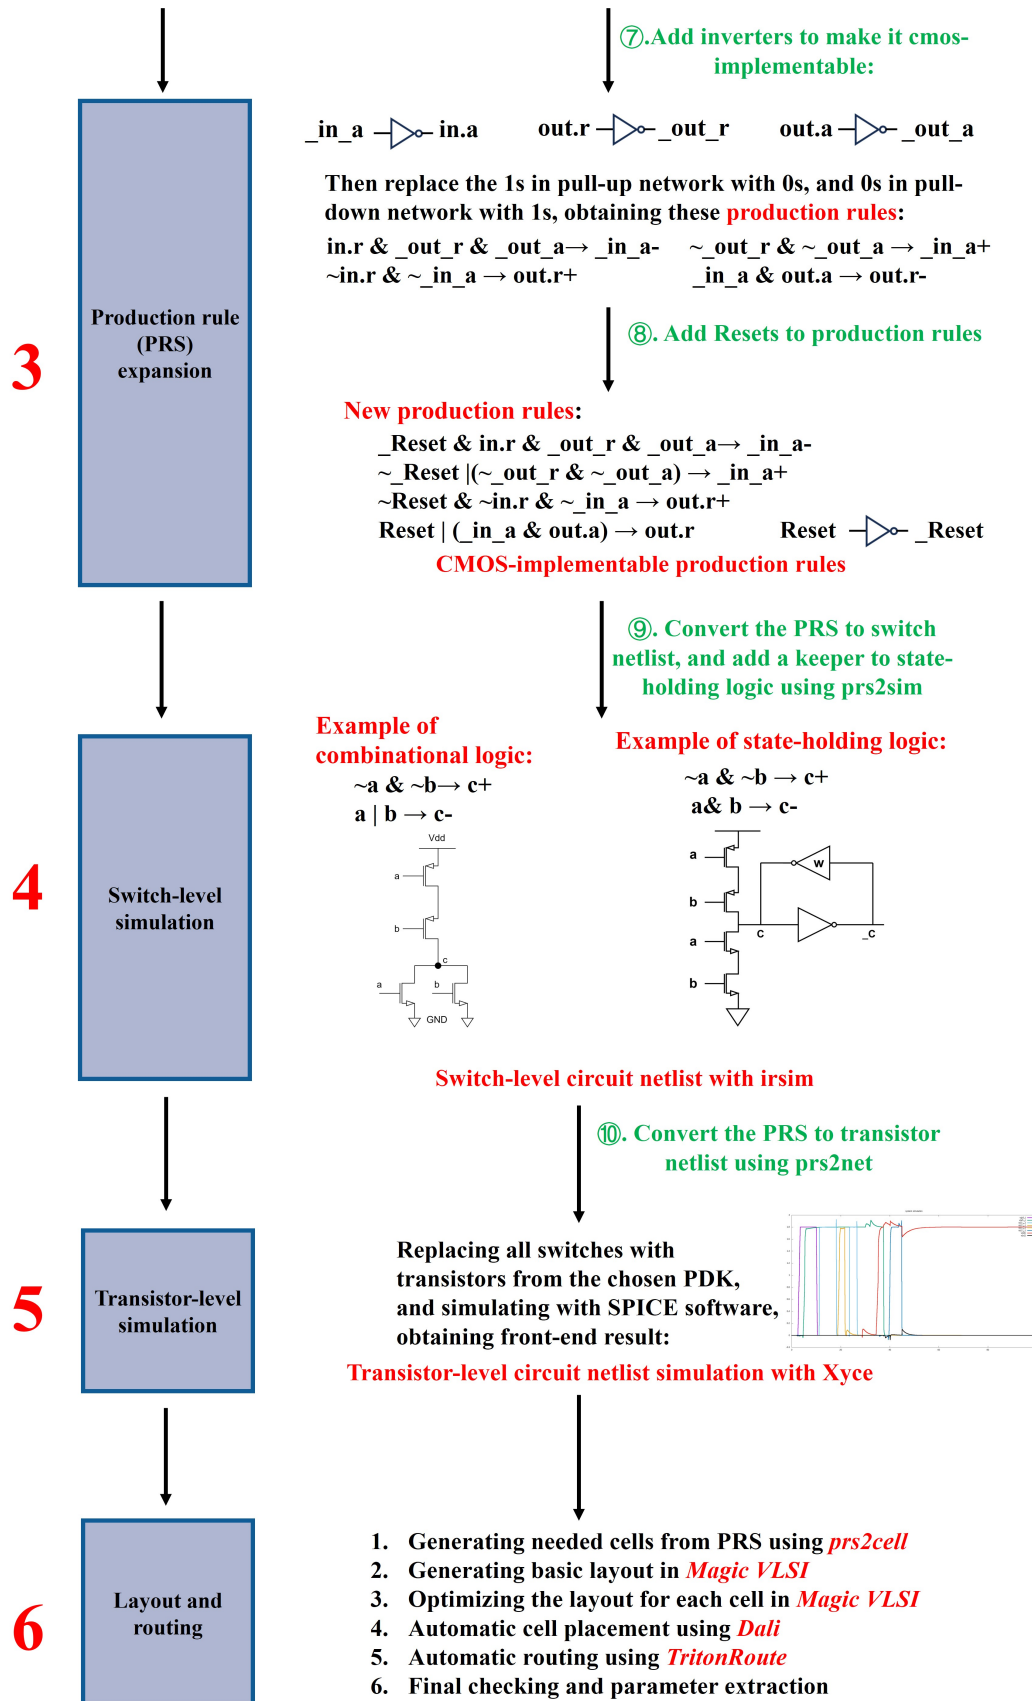 ⑦.Add inverters to make it cmos-
implementable:
_in_a in.a out.r _out_r out.a _out_a
Then replace the 1s in pull-up network with 0s, and 0s in pull-
down network with 1s, obtaining these production rules:
in.r & _out_r & _out_a→ _in_a- ~_out_r & ~_out_a → _in_a+
~in.r & ~_in_a → out.r+ _in_a & out.a → out.r-
3
Production rule
(PRS)
expansion
⑧. Add Resets to production rules
New production rules:
_Reset & in.r & _out_r & _out_a→ _in_a-
~_Reset |(~_out_r & ~_out_a) → _in_a+
~Reset & ~in.r & ~_in_a → out.r+
Reset | (_in_a & out.a) → out.r Reset _Reset
CMOS-implementable production rules
⑨. Convert the PRS to switch
netlist, and add a keeper to state-
holding logic using prs2sim
4
Switch-level
simulation
Example of
combinational logic:
~a & ~b→ c+
a | b → c-
Vdd
a
b
c
a b
GND
Example of state-holding logic:
~a & ~b → c+
a& b → c-
a
w
b
c _c
a
b
Switch-level circuit netlist with irsim
⑩. Convert the PRS to transistor
netlist using prs2net
5
Transistor-level
simulation
Replacing all switches with
transistors from the chosen PDK,
and simulating with SPICE software,
obtaining front-end result:
Transistor-level circuit netlist simulation with Xyce
6
Layout and
routing
1. Generating needed cells from PRS using prs2cell
2. Generating basic layout in Magic VLSI
3. Optimizing the layout for each cell in Magic VLSI
4. Automatic cell placement using Dali
5. Automatic routing using TritonRoute
6. Final checking and parameter extraction